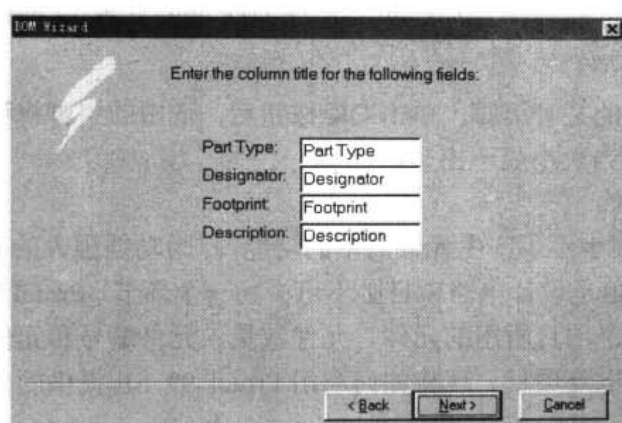 BOM Wizard
Enter the column title for the following fields:
Part Type: Part Type
Designator: Designator
Footprint: Footprint
Description: Description
< Back Next > Cancel